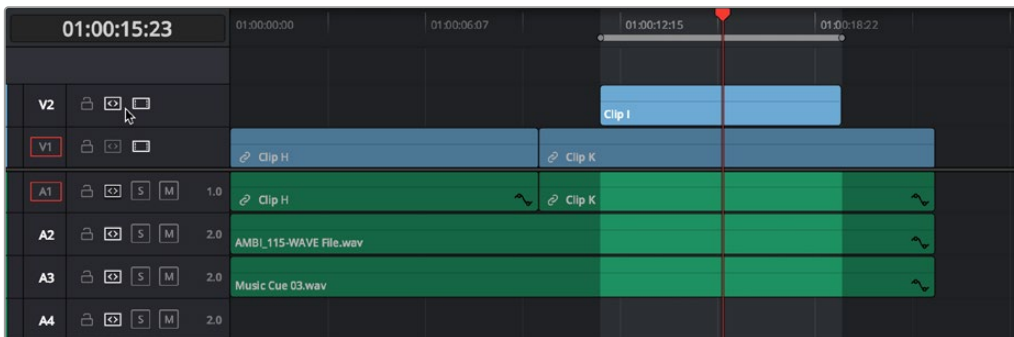 01:00:15:23
01:00:00:00 01:00:06:07 01:00:12:15 01:00:18:22
V2
Clip I
V1
Clip H Clip K
A1 S M 1.0
Clip H Clip K
A2 S M 2.0
AMBI_115-WAVE File.wav
A3 S M 2.0
Music Cue 03.wav
A4 S M 2.0